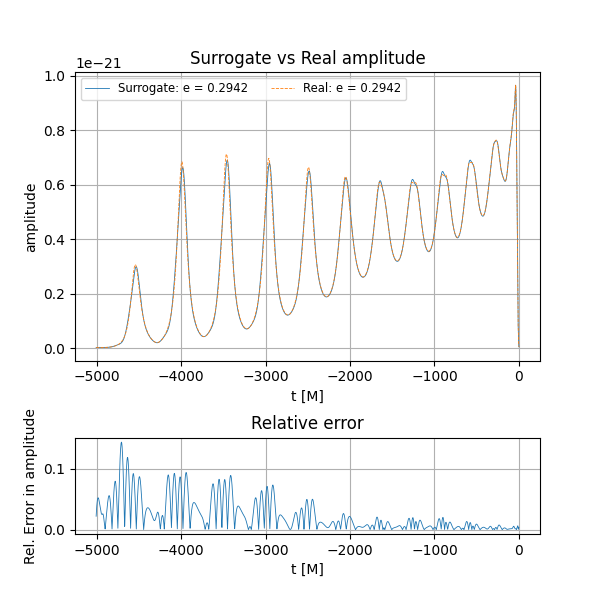 Surrogate vs Real amplitude
1e−21
Surrogate: e = 0.2942
Real: e = 0.2942
1.0
0.8
0.6
0.4
0.2
0.0
amplitude
−5000 −4000 −3000 −2000 −1000 0
t [M]
Relative error
0.1
0.0
Rel. Error in amplitude
−5000 −4000 −3000 −2000 −1000 0
t [M]